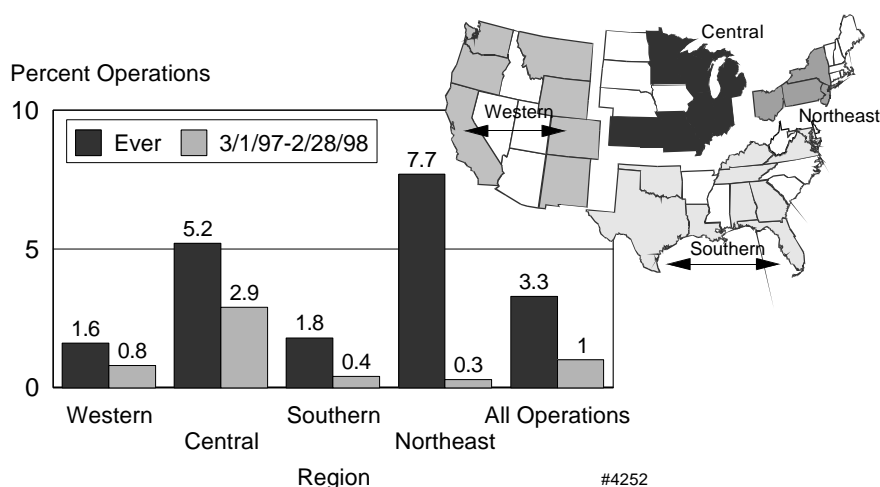 Central
Percent Operations
Northeast
Western
10
Ever 3/1/97-2/28/98
7.7
5.2
5
Southern
3.3
2.9
1.6
1.8
0.8
0.4
0.3
1
0
Western Southern All Operations
Central Northeast
Region
#4252